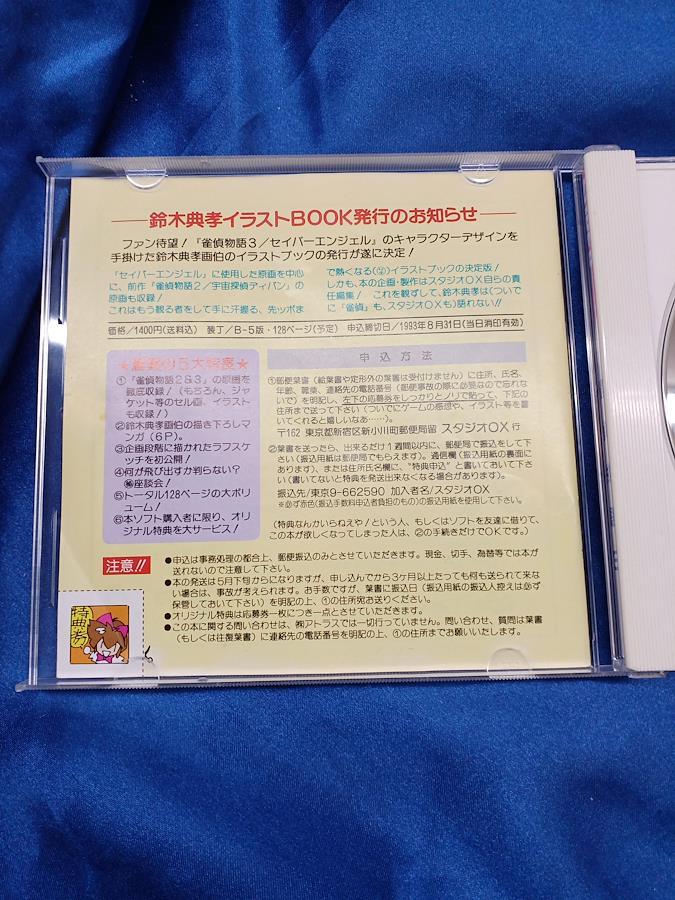 鈴木典孝イラストBOOK発行のお知らせ
ファン待望!『雀偵物語3/セイバーエンジェル』のキャラクターデザインを
手掛けた鈴木典孝画伯のイラストブックの発行が遂に決定!
『セイバーエンジェル』に使用した原画を中心
に、前作『雀偵物語2/宇宙探偵ディバン』の
原画も収録!
これはもう観る者をして手に汗握る、先ッポま
で熱くなる(㊙)イラストブックの決定版!
しかも、本の企画・製作はスタジオOX自らの責
任編集! これを観ずして、鈴木典孝は(ついで
に『雀偵』も、スタジオOXも)語れない!!
価格/1400円(送料込) 装丁/B-5版・128ページ(予定) 申込締切日/1993年8月31日(当日消印有効)
5大特長★
①『雀偵物語2&3』の原画を
徹底収録!(もちろん、ジャ
ケット等のセル画、イラスト
も収録!)
②鈴木典孝画伯の描き下ろしマ
ンガ(6P)。
③企画段階に描かれたラフスケ
ッチを初公開!
④何が飛び出すか判らない?
座談会!
⑤トータル128ページの大ボリ
ューム!
⑥本ソフト購入者に限り、オリ
ジナル特典を大サービス!
申込方法
①郵便葉書(絵葉書や定形外の葉書は受付けません)に住所、氏名、
年齢、職業、連絡先の電話番号(郵便事故の際に必要なので忘れな
いで)を明記し、左下の応募券をしっかりとノリで貼って、下記の
住所まで送って下さい(ついでにゲームの感想や、イラスト等を書
いてくれると嬉しいなぁ)。
〒162 東京都新宿区新小川町郵便局留 スタジオOX行
②葉書を送ったら、出来るだけ1週間以内に、郵便局で振込をして下
さい(振込用紙は郵便局でもらえます)。通信欄(振込用紙の裏面に
あります)、または住所氏名欄に、“特典申込”と書いておいて下さ
い(書いてないと特典を発送出来なくなる場合があります)。
振込先/東京9-662590 加入者名/スタジオOX
※必ず赤色(振込手数料申込者負担のもの)の振込用紙を使用して下さい。
(特典なんかいらねえや!という人、もしくはソフトを友達に借りて、
この本が欲しくなってしまった人は、②の手続きだけでOKです。)
注意!!
●申込は事務処理の都合上、郵便振込のみとさせていただきます。現金、切手、為替等では本が
送れないので注意して下さい。
●本の発送は5月下旬からになりますが、申し込んでから3ケ月以上たっても何も送られて来な
い場合は、事故が考えられます。お手数ですが、葉書に振込日(振込用紙の振込人控えは必ず
保管しておいて下さい)を明記の上、①の住所宛お送りください。
●オリジナル特典は応募券一枚につき一点とさせていただきます。
●この本に関する問い合わせは、㈱アトラスでは一切行っていません。問い合わせ、質問は葉書
(もしくは往復葉書)に連絡先の電話番号を明記の上、①の住所までお願いいたします。
特典券